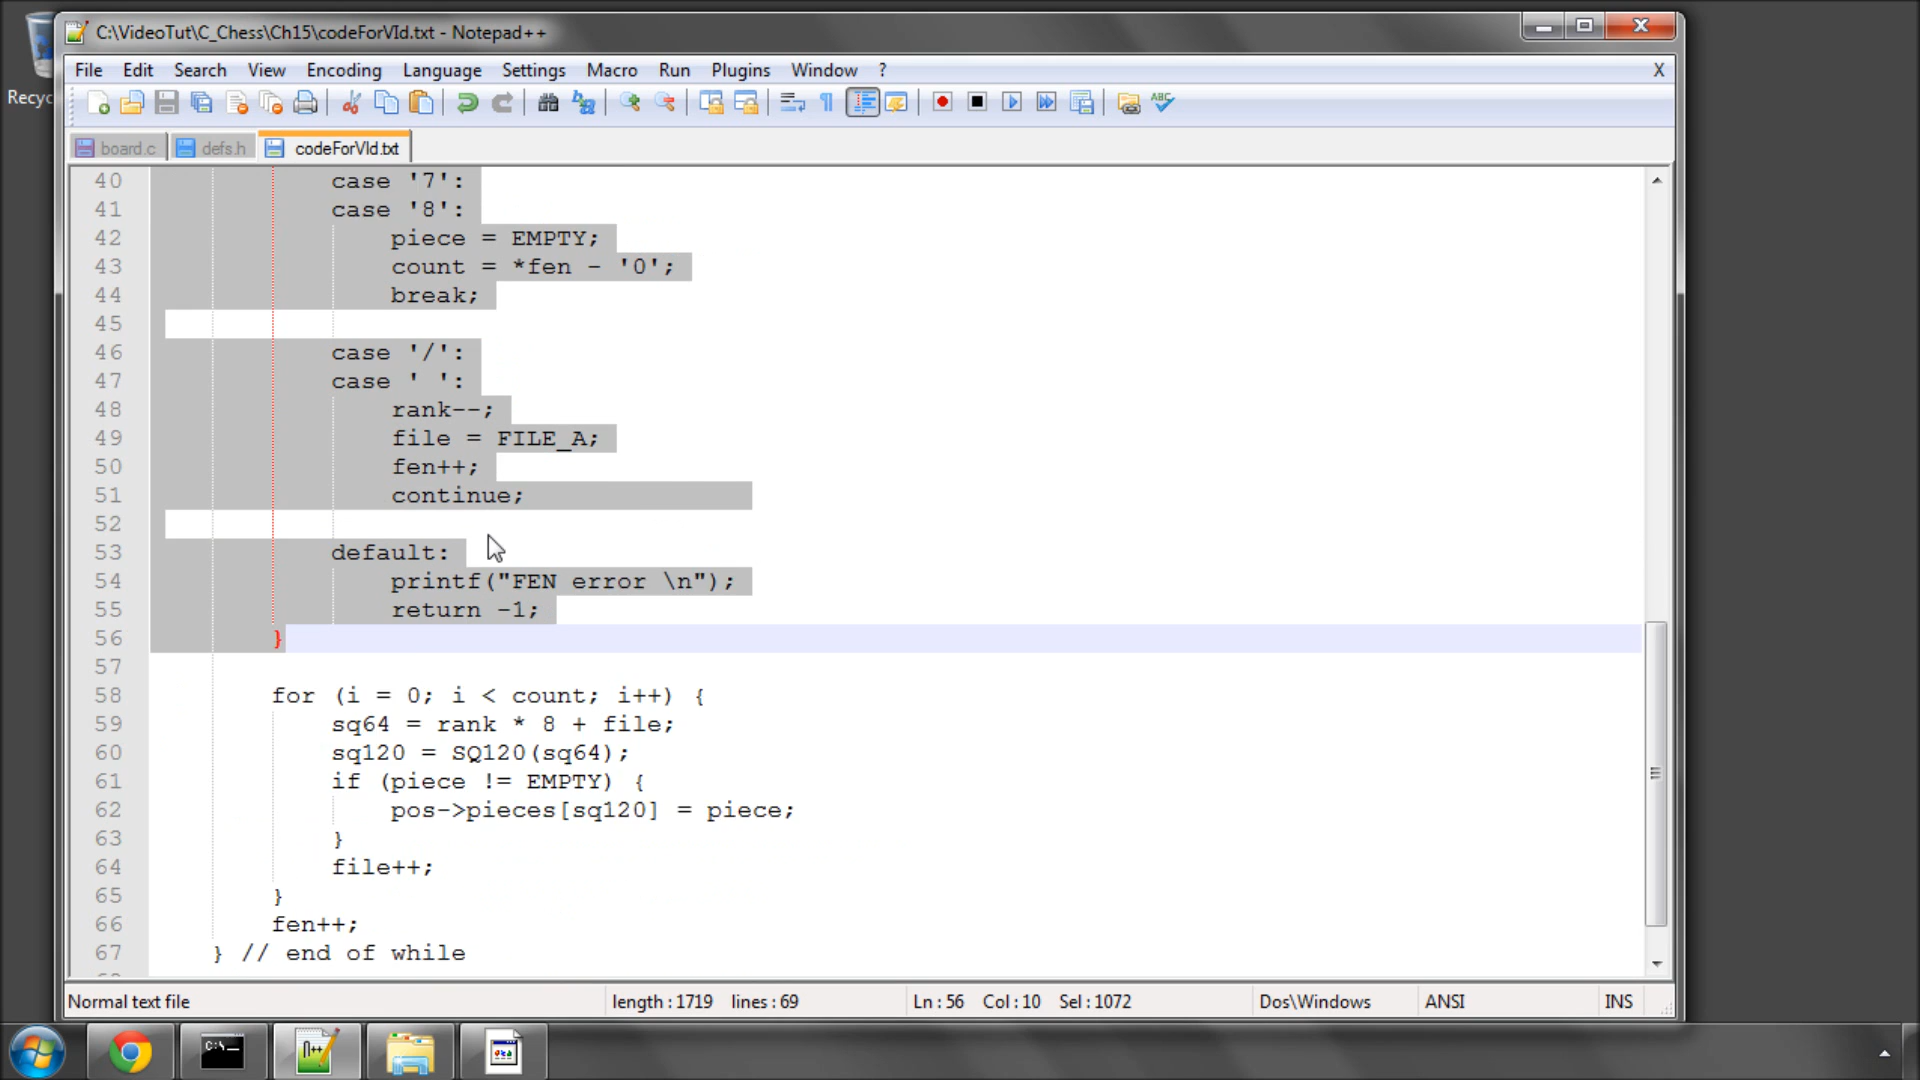 Recyc
C:\VideoTut\C_Chess\Ch15\codeForVId.txt - Notepad++
File Edit Search View Encoding Language Settings Macro Run Plugins Window ? X
board.c defs.h codeForVId.txt
40 case '7':
41 case '8':
42 piece = EMPTY;
43 count = *fen - '0';
44 break;
45
46 case '/':
47 case ' ':
48 rank--;
49 file = FILE_A;
50 fen++;
51 continue;
52
53 default:
54 printf("FEN error \n");
55 return -1;
56 }
57
58 for (i = 0; i < count; i++) {
59 sq64 = rank * 8 + file;
60 sq120 = SQ120(sq64);
61 if (piece != EMPTY) {
62 pos->pieces[sq120] = piece;
63 }
64 file++;
65 }
66 fen++;
67 } // end of while
Normal text file length : 1719 lines : 69 Ln : 56 Col : 10 Sel : 1072 Dos\Windows ANSI INS